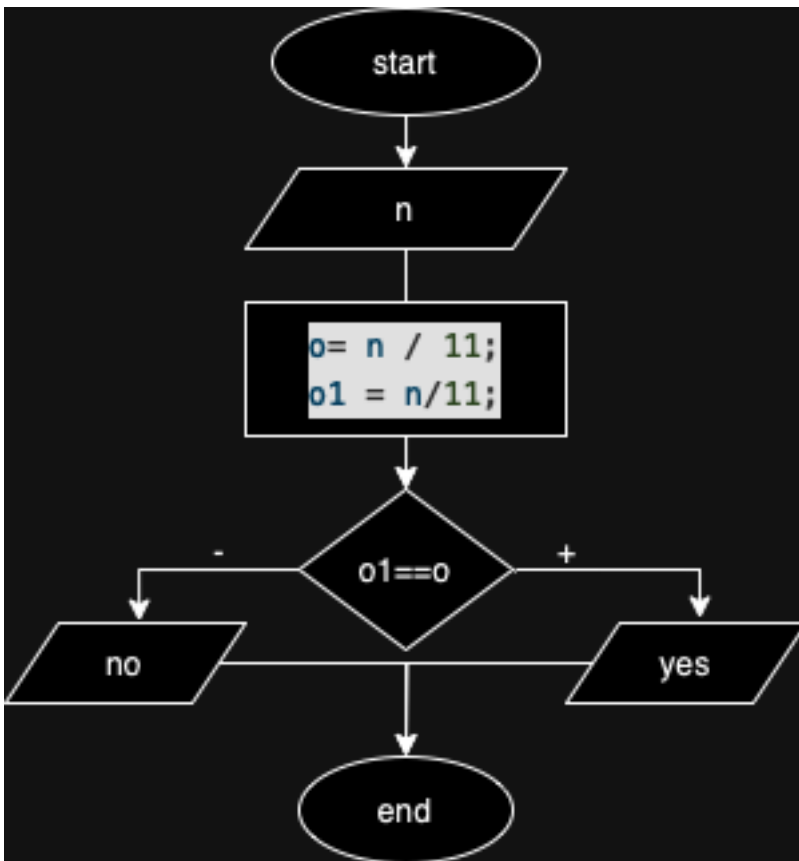 start
n
o= n / 11;
o1 = n/11;
- +
o1==o
no yes
end